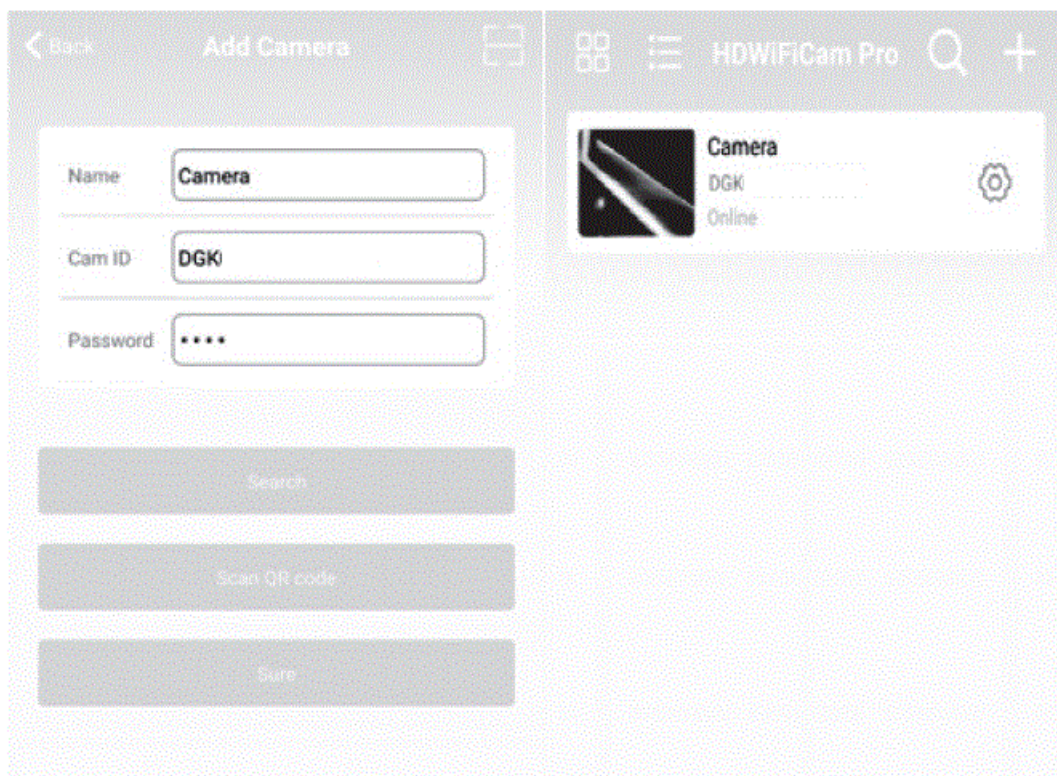 Back Add Camera
Name Camera
Cam ID DGK
Password ••••
Search
Scan QR code
Sure
HDWiFiCam Pro
Camera
DGK
Online